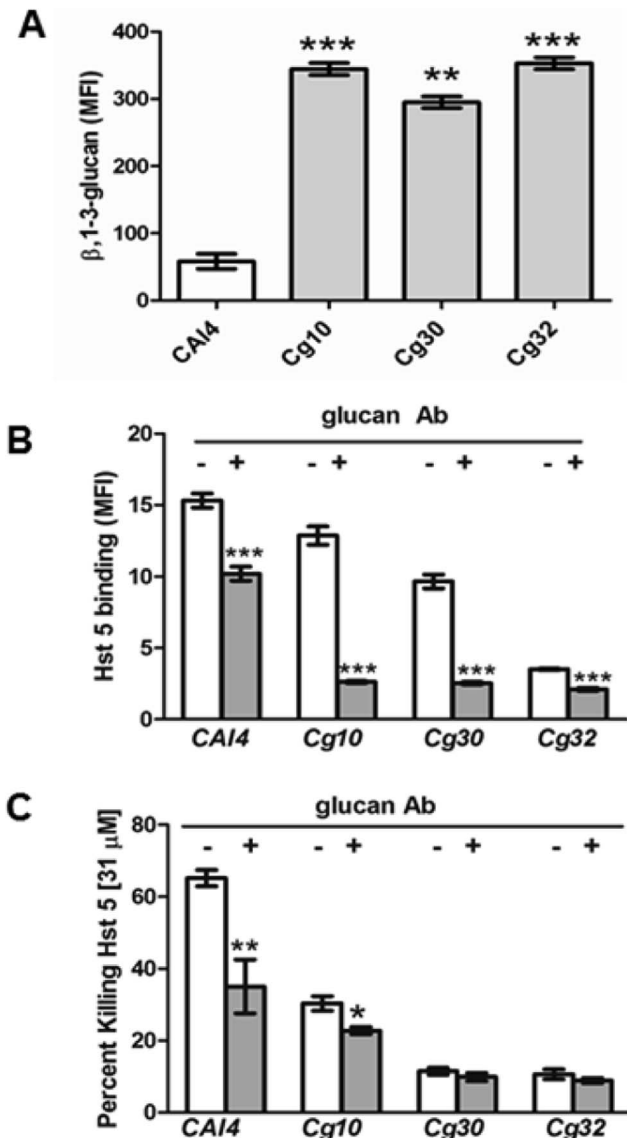 A
β,1-3-glucan (MFI)
400
300
200
100
0
***
**
***
CAI4
Cg10
Cg30
Cg32
B
glucan Ab
- + - + - + - +
Hst 5 binding (MFI)
20
15
10
5
0
***
***
***
***
CAI4 Cg10 Cg30 Cg32
C
glucan Ab
- + - + - + - +
Percent Killing Hst 5 [31 μM]
80
60
40
20
0
**
*
CAI4 Cg10 Cg30 Cg32